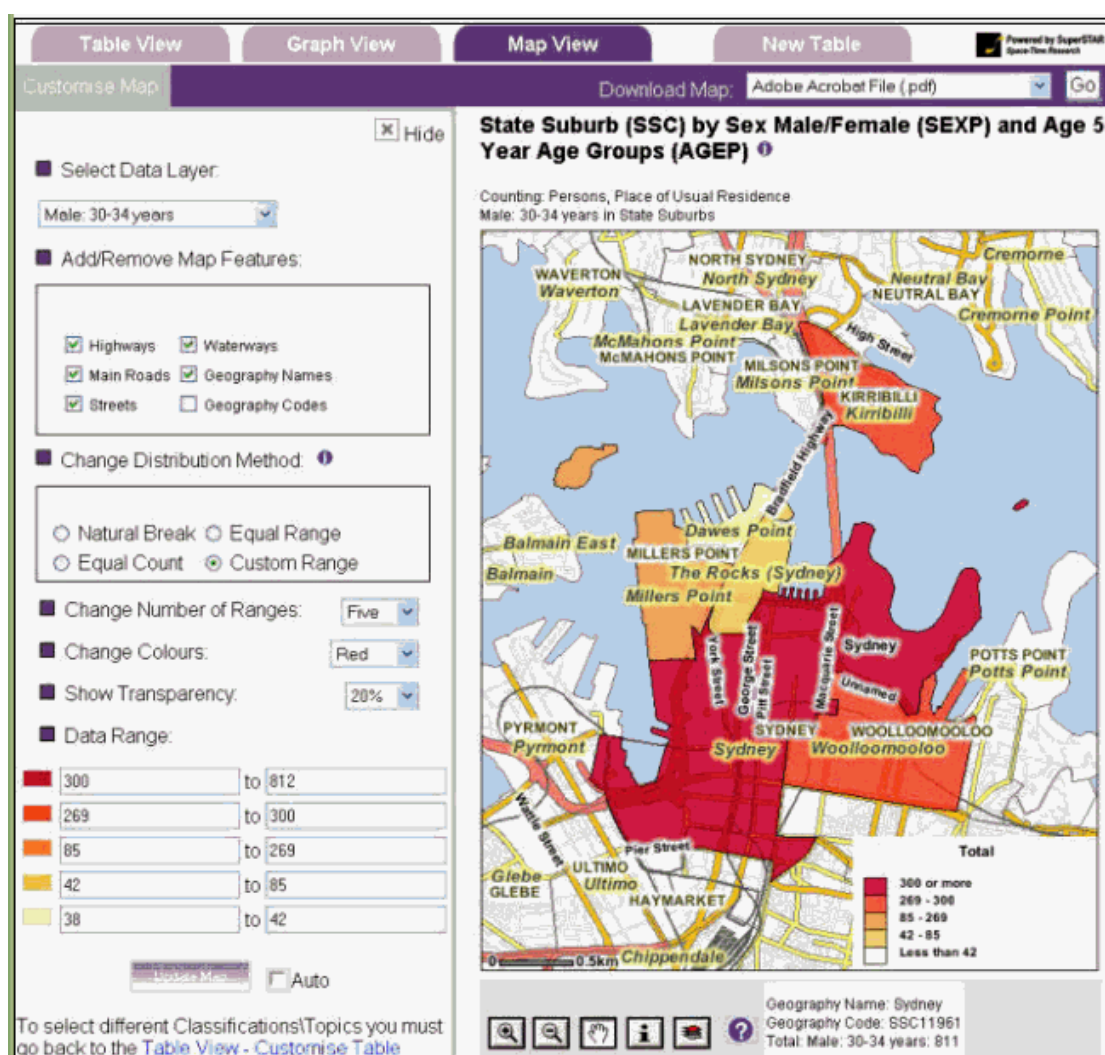 Table View
Graph View
Map View
New Table
Powered by SuperSTAR
Space-Time Research
Customise Map
Download Map:
Adobe Acrobat File (.pdf)
Go
Hide
Select Data Layer:
Male: 30-34 years
Add/Remove Map Features:
Highways
Waterways
Main Roads
Geography Names
Streets
Geography Codes
Change Distribution Method:
Natural Break
Equal Range
Equal Count
Custom Range
Change Number of Ranges:
Five
Change Colours:
Red
Show Transparency:
20%
Data Range:
300 to 812
269 to 300
85 to 269
42 to 85
38 to 42
Update Map
Auto
To select different Classifications\Topics you must
go back to the Table View - Customise Table
State Suburb (SSC) by Sex Male/Female (SEXP) and Age 5
Year Age Groups (AGEP)
Counting: Persons, Place of Usual Residence
Male: 30-34 years in State Suburbs
NORTH SYDNEY
North Sydney
Cremorne
WAVERTON
Waverton
Neutral Bay
NEUTRAL BAY
LAVENDER BAY
Lavender Bay
Cremorne Point
High Street
McMahons Point
McMAHONS POINT
MILSONS POINT
Milsons Point
KIRRIBILLI
Kirribilli
Bradfield Highway
Dawes Point
Balmain East
MILLERS POINT
Balmain
The Rocks (Sydney)
Millers Point
York Street
George Street
Pitt Street
Macquarie Street
Sydney
Unnamed
POTTS POINT
Potts Point
PYRMONT
Pyrmont
SYDNEY
Sydney
WOOLLOOMOOLOO
Woolloomooloo
Wattle Street
Pier Street
Glebe
GLEBE
ULTIMO
Ultimo
HAYMARKET
Chippendale
0
0.5km
Total
300 or more
269 - 300
85 - 269
42 - 85
Less than 42
Geography Name: Sydney
Geography Code: SSC11961
Total: Male: 30-34 years: 811